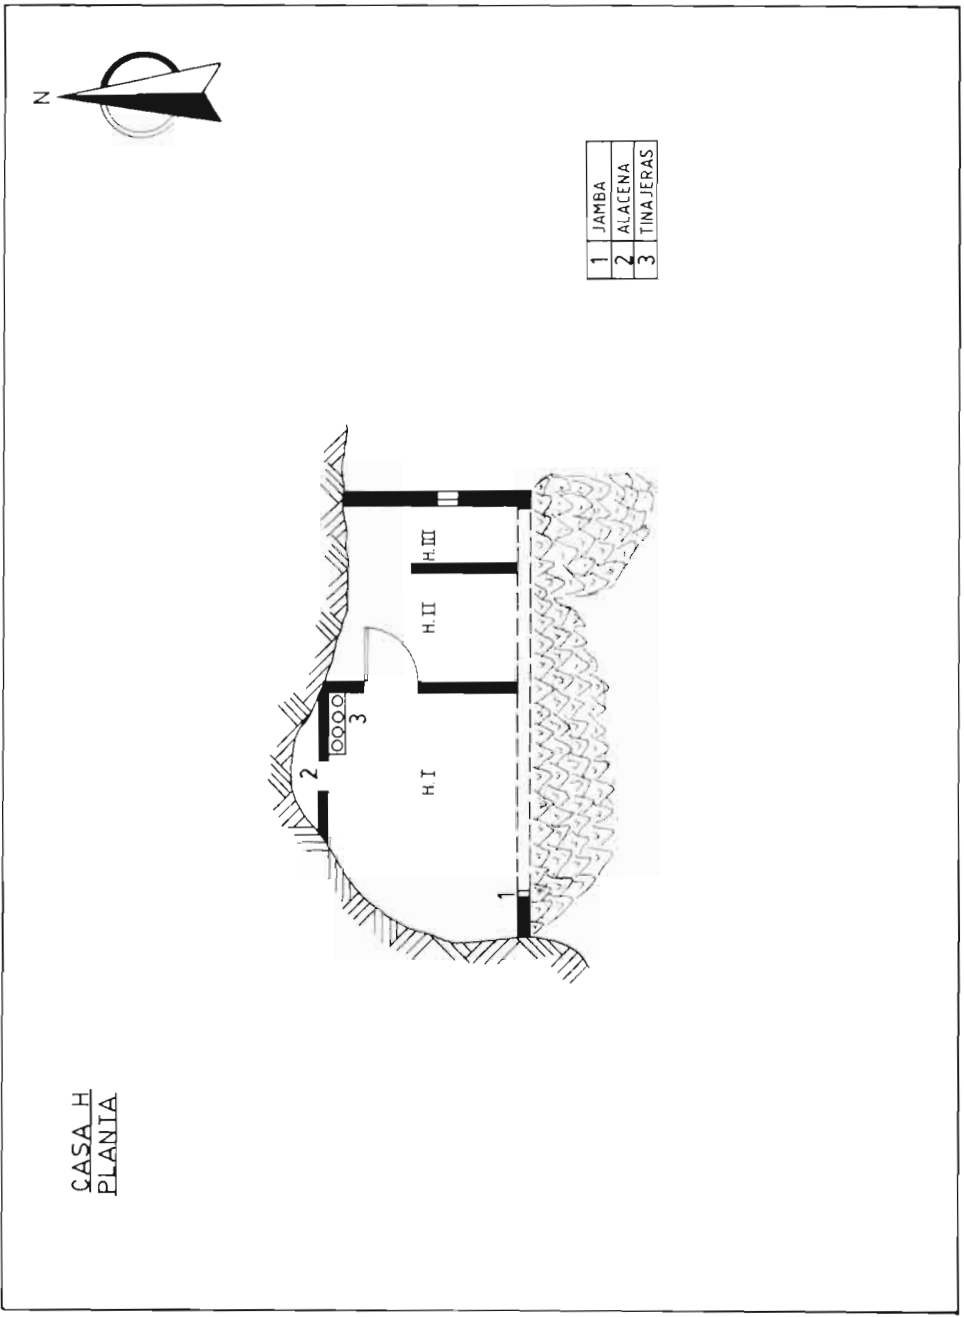 CASA H
PLANTA
N
1 JAMBA
2 ALACENA
3 TINAJERAS
2
3
H.I
H.II
H.III
1